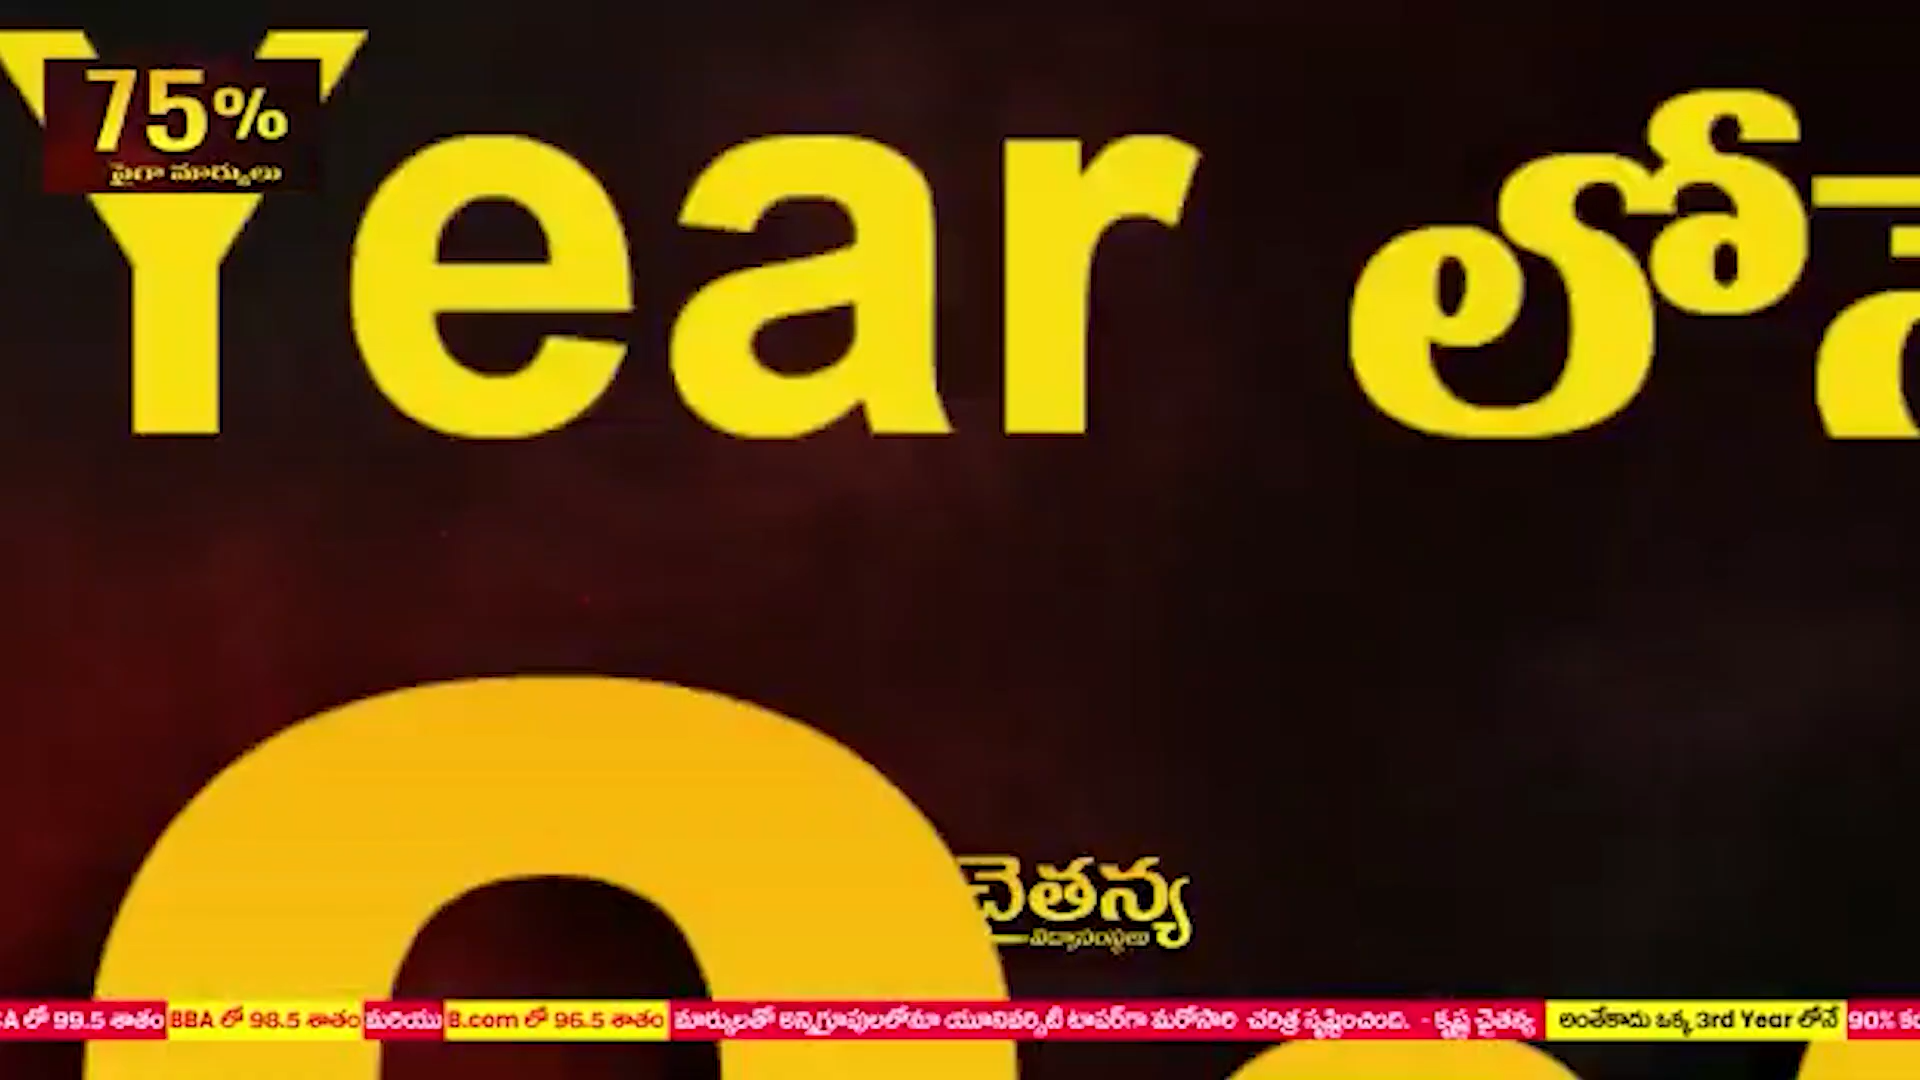 75%
పైగా మార్కులు
Year లోనే
చైతన్య
విద్యాసంస్థలు
లో 99.5 శాతం BBA లో 98.5 శాతం మరియు B.com లో 96.5 శాతం మార్కులతో అన్నిగ్రూపులలోనూ యూనివర్సిటీ టాపర్‌గా మరోసారి చరిత్ర సృష్టించింది. - కృష్ణ చైతన్య అంతేకాదు ఒక్క 3rd Year లోనే 90%